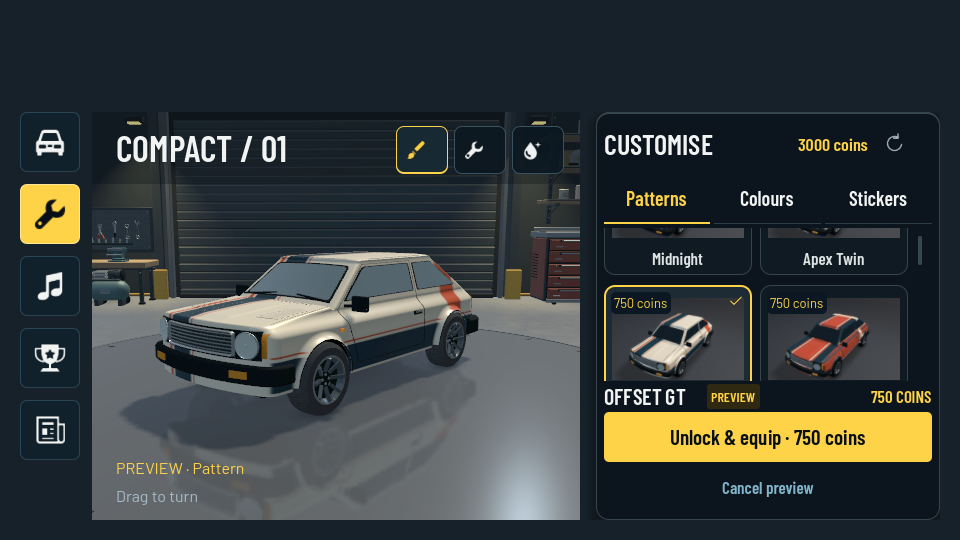 COMPACT / 01
CUSTOMISE
3000 coins
Patterns
Colours
Stickers
Midnight
Apex Twin
750 coins
750 coins
OFFSET GT
PREVIEW
750 COINS
Unlock & equip · 750 coins
Cancel preview
PREVIEW · Pattern
Drag to turn